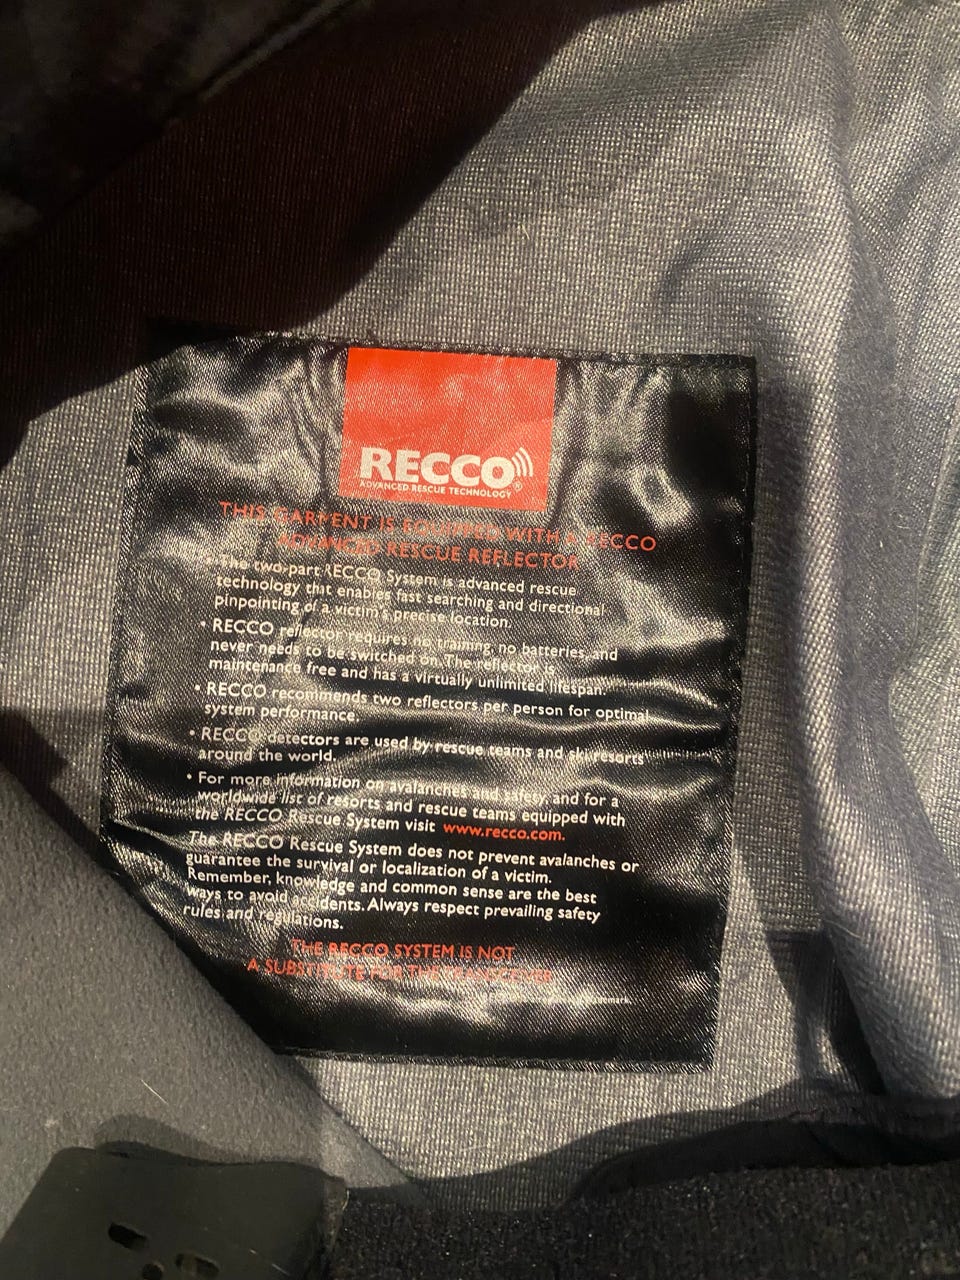 RECCO®
ADVANCED RESCUE TECHNOLOGY
THIS GARMENT IS EQUIPPED WITH A RECCO
ADVANCED RESCUE REFLECTOR
• The two-part RECCO System is advanced rescue
technology that enables fast searching and directional
pinpointing of a victim's precise location.
• RECCO reflector requires no training, no batteries, and
never needs to be switched on. The reflector is
maintenance free and has a virtually unlimited lifespan.
• RECCO recommends two reflectors per person for optimal
system performance.
• RECCO detectors are used by rescue teams and ski resorts
around the world.
• For more information on avalanches and safety, and for a
worldwide list of resorts and rescue teams equipped with
the RECCO Rescue System visit www.recco.com.
The RECCO Rescue System does not prevent avalanches or
guarantee the survival or localization of a victim.
Remember, knowledge and common sense are the best
ways to avoid accidents. Always respect prevailing safety
rules and regulations.
THE RECCO SYSTEM IS NOT
A SUBSTITUTE FOR THE TRANSCEIVER
trademark.